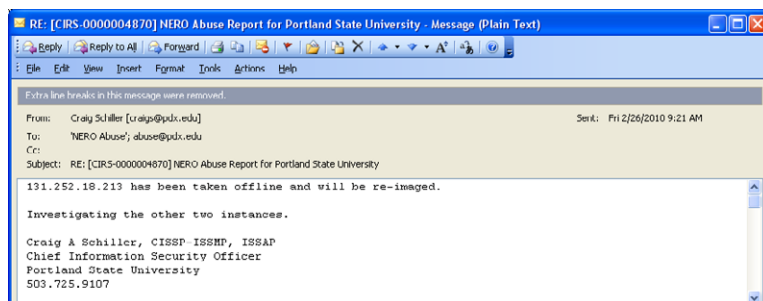 RE: [CIRS-0000004870] NERO Abuse Report for Portland State University - Message (Plain Text)
Reply Reply to All Forward
File Edit View Insert Format Tools Actions Help
Extra line breaks in this message were removed.
From: Craig Schiller [craigs@pdx.edu] Sent: Fri 2/26/2010 9:21 AM
To: 'NERO Abuse'; abuse@pdx.edu
Cc:
Subject: RE: [CIRS-0000004870] NERO Abuse Report for Portland State University
131.252.18.213 has been taken offline and will be re-imaged.
Investigating the other two instances.
Craig A Schiller, CISSP-ISSMP, ISSAP
Chief Information Security Officer
Portland State University
503.725.9107